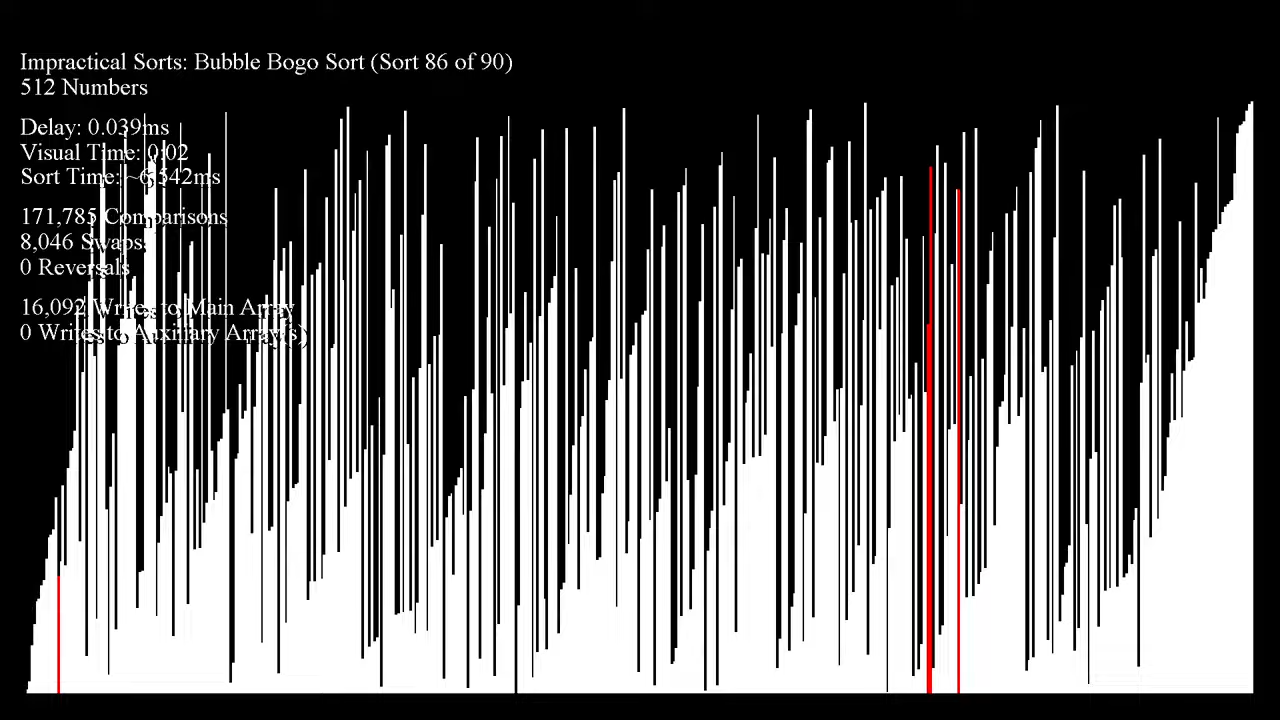 Impractical Sorts: Bubble Bogo Sort (Sort 86 of 90)
512 Numbers
Delay: 0.039ms
Visual Time: 0:02
Sort Time: ~6.542ms
171,785 Comparisons
8,046 Swaps
0 Reversals
16,092 Writes to Main Array
0 Writes to Auxiliary Array(s)